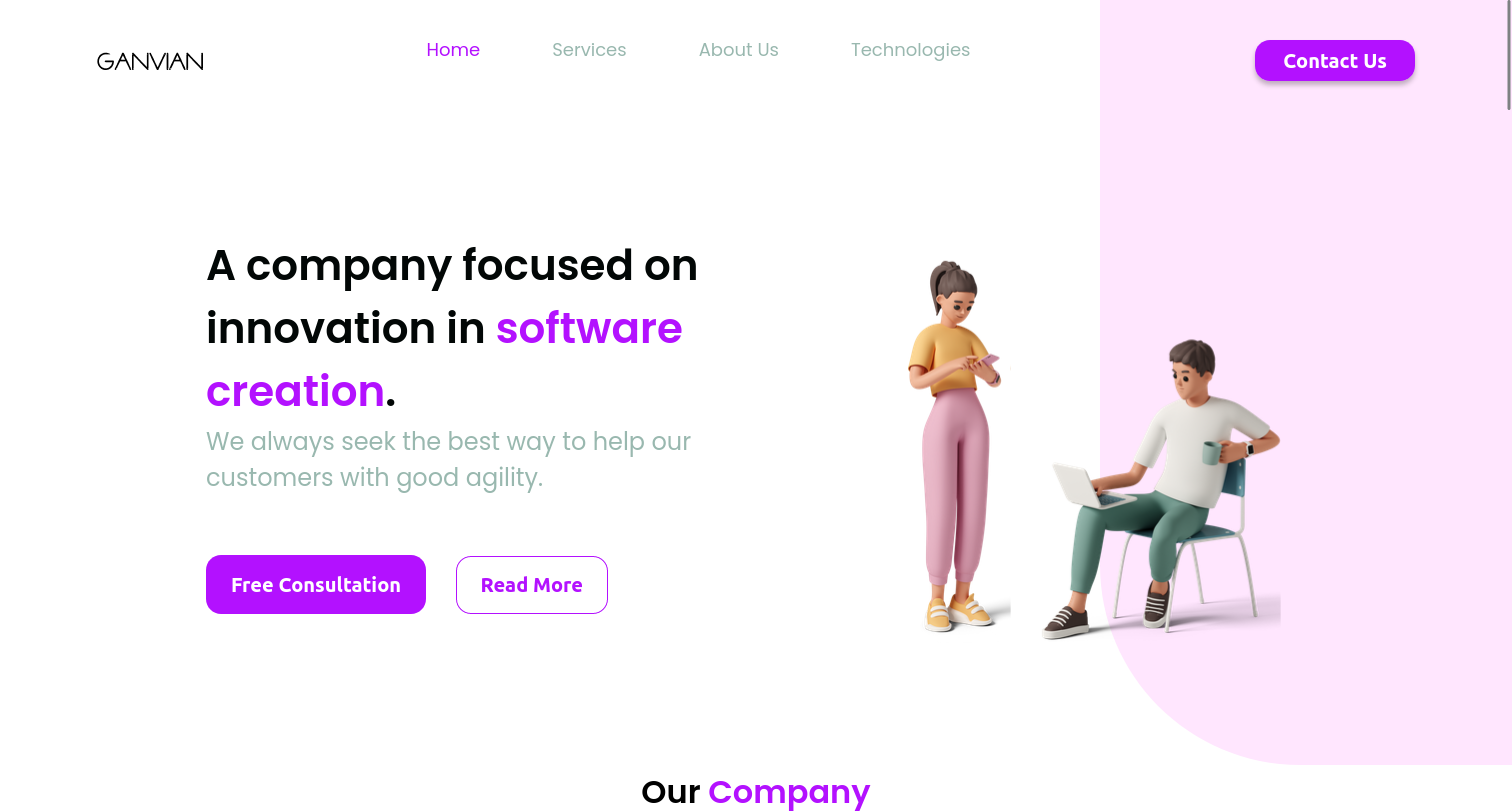 GANVIAN
Home
Services
About Us
Technologies
Contact Us
A company focused on
innovation in software
creation.
We always seek the best way to help our
customers with good agility.
Free Consultation
Read More
Our Company